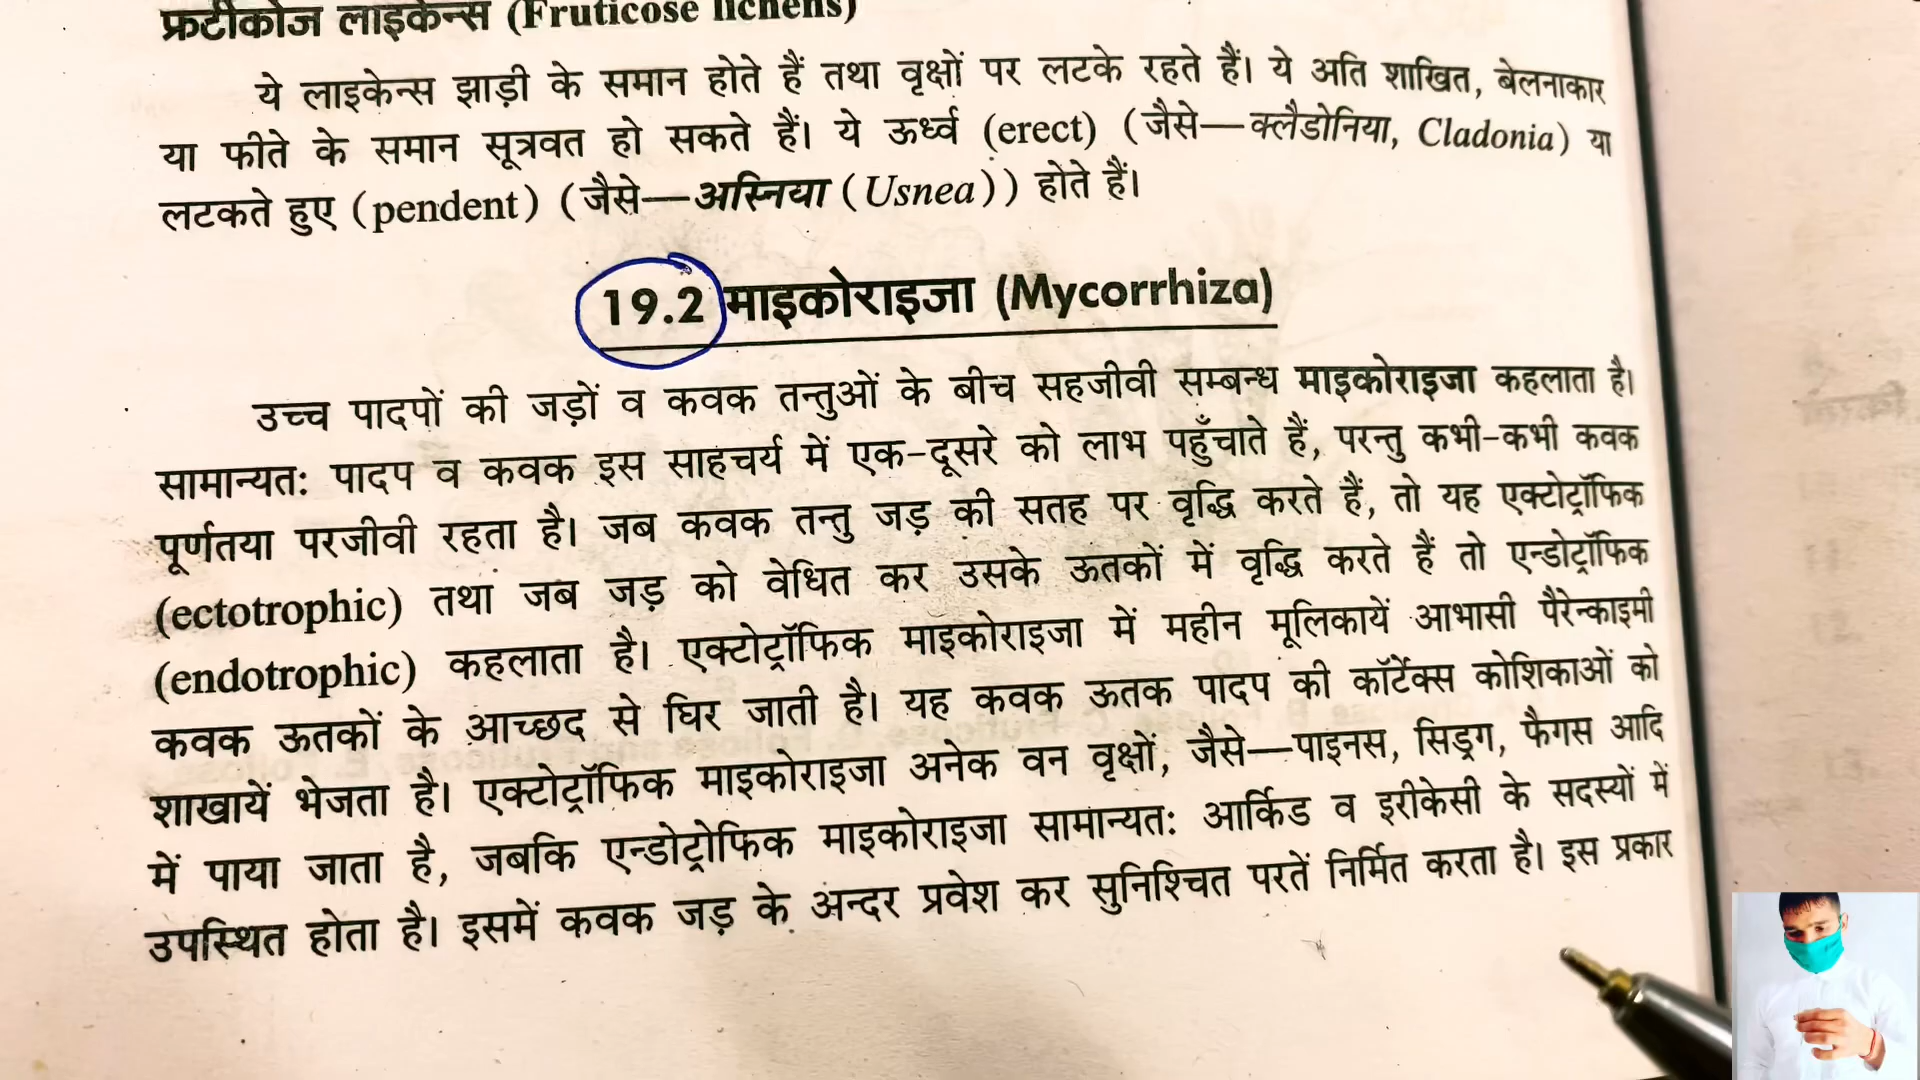 फ्रूटीकोज लाइकेन्स (Fruticose lichens)
ये लाइकेन्स झाड़ी के समान होते हैं तथा वृक्षों पर लटके रहते हैं। ये अति शाखित, बेलनाकार
या फीते के समान सूत्रवत हो सकते हैं। ये ऊर्ध्व (erect) (जैसे—क्लैडोनिया, Cladonia) या
लटकते हुए (pendent) (जैसे—अस्निया (Usnea)) होते हैं।
19.2 माइकोराइजा (Mycorrhiza)
उच्च पादपों की जड़ों व कवक तन्तुओं के बीच सहजीवी सम्बन्ध माइकोराइजा कहलाता है।
सामान्यतः पादप व कवक इस साहचर्य में एक-दूसरे को लाभ पहुँचाते हैं, परन्तु कभी-कभी कवक
पूर्णतया परजीवी रहता है। जब कवक तन्तु जड़ की सतह पर वृद्धि करते हैं, तो यह एक्टोट्रॉफिक
(ectotrophic) तथा जब जड़ को वेधित कर उसके ऊतकों में वृद्धि करते हैं तो एन्डोट्रॉफिक
(endotrophic) कहलाता है। एक्टोट्रॉफिक माइकोराइजा में महीन मूलिकायें आभासी पैरेन्काइमी
कवक ऊतकों के आच्छद से घिर जाती है। यह कवक ऊतक पादप की कॉर्टेक्स कोशिकाओं को
शाखायें भेजता है। एक्टोट्रॉफिक माइकोराइजा अनेक वन वृक्षों, जैसे—पाइनस, सिड्रग, फैगस आदि
में पाया जाता है, जबकि एन्डोट्रोफिक माइकोराइजा सामान्यतः आर्किड व इरीकेसी के सदस्यों में
उपस्थित होता है। इसमें कवक जड़ के अन्दर प्रवेश कर सुनिश्चित परतें निर्मित करता है। इस प्रकार